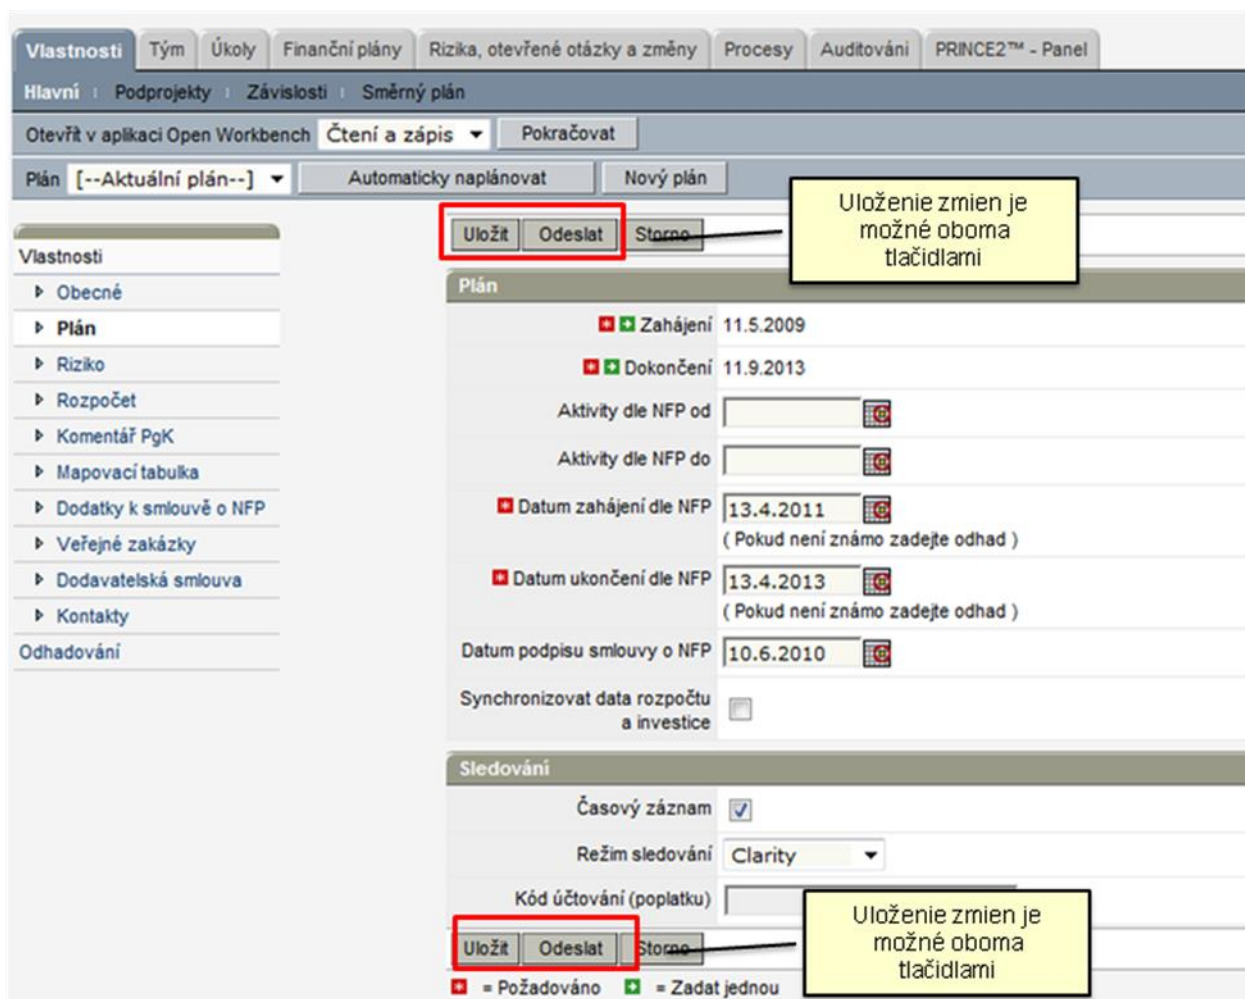 Vlastnosti Tým Úkoly Finanční plány Rizika, otevřené otázky a změny Procesy Auditování PRINCE2™ - Panel
Hlavní Podprojekty Závislosti Směrný plán
Otevřít v aplikaci Open Workbench Čtení a zápis Pokračovat
Plán [--Aktuální plán--] Automaticky naplánovat Nový plán
Uloženie zmien je
možné oboma
tlačidlami
Uložit Odeslat Storno
Vlastnosti
Obecné
Plán
Riziko
Rozpočet
Komentář PgK
Mapovací tabulka
Dodatky k smlouvě o NFP
Veřejné zakázky
Dodavatelská smlouva
Kontakty
Odhadování
Plán
Zahájení 11.5.2009
Dokončení 11.9.2013
Aktivity dle NFP od
Aktivity dle NFP do
Datum zahájení dle NFP 13.4.2011
( Pokud není známo zadejte odhad )
Datum ukončení dle NFP 13.4.2013
( Pokud není známo zadejte odhad )
Datum podpisu smlouvy o NFP 10.6.2010
Synchronizovat data rozpočtu
a investice
Sledování
Časový záznam
Režim sledování Clarity
Kód účtování (poplatku)
Uloženie zmien je
možné oboma
tlačidlami
Uložit Odeslat Storno
= Požadováno = Zadat jednou